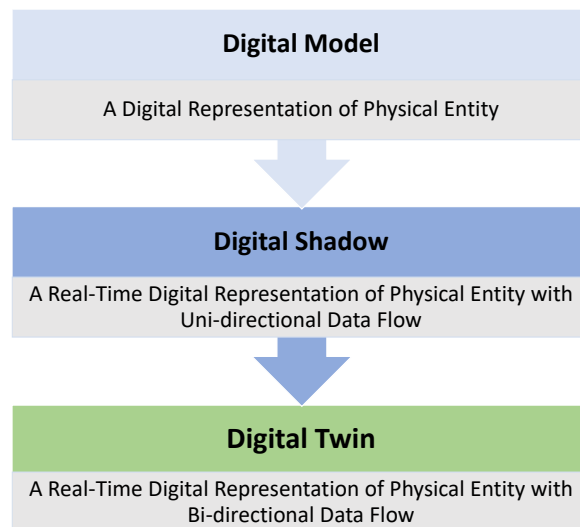 Digital Model
A Digital Representation of Physical Entity
Digital Shadow
A Real-Time Digital Representation of Physical Entity with
Uni-directional Data Flow
Digital Twin
A Real-Time Digital Representation of Physical Entity with
Bi-directional Data Flow